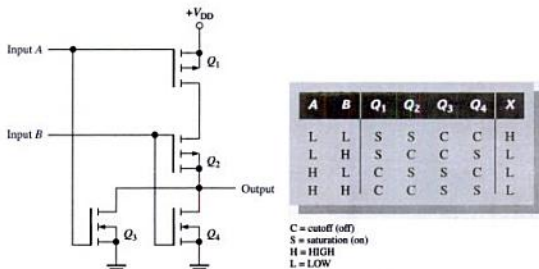 +V_DD
Input A
Q1
Input B
Q2
Output
Q3
Q4
A B Q1 Q2 Q3 Q4 X
L L S S C C H
L H S C C S L
H L C S S C L
H H C C S S L
C = cutoff (off)
S = saturation (on)
H = HIGH
L = LOW